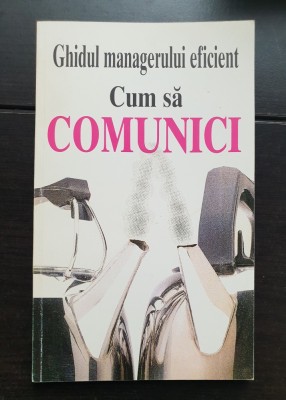 Ghidul managerului eficient
Cum să
COMUNICI